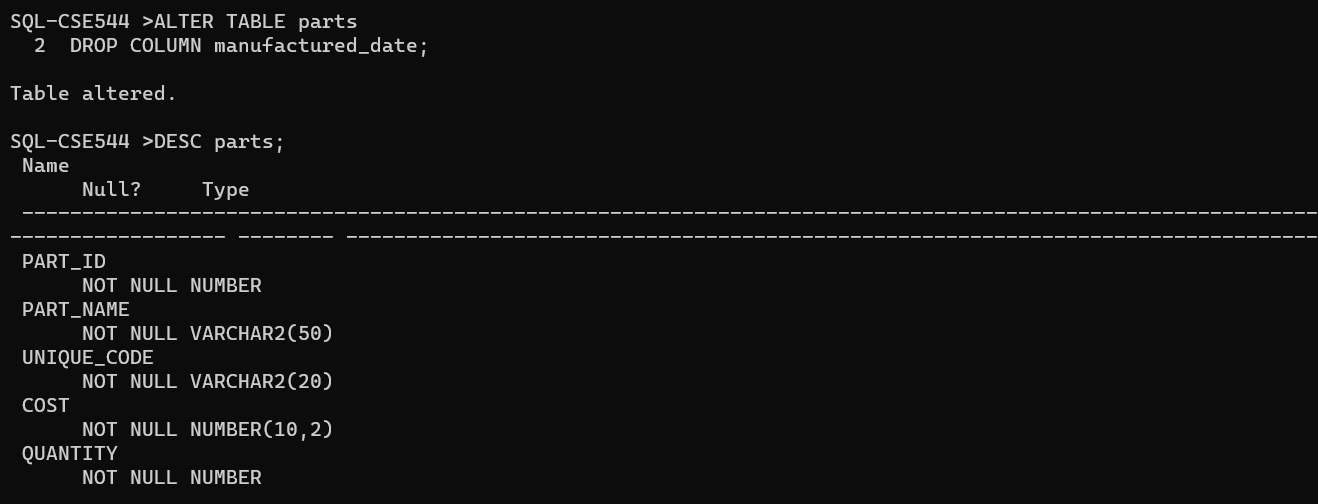 SQL-CSE544 >ALTER TABLE parts
  2  DROP COLUMN manufactured_date;
Table altered.
SQL-CSE544 >DESC parts;
 Name
      Null?     Type
 ------------------------------------------------------------------------------------------------------------
------------------ -------- ---------------------------------------------------------------------------------
 PART_ID
      NOT NULL NUMBER
 PART_NAME
      NOT NULL VARCHAR2(50)
 UNIQUE_CODE
      NOT NULL VARCHAR2(20)
 COST
      NOT NULL NUMBER(10,2)
 QUANTITY
      NOT NULL NUMBER